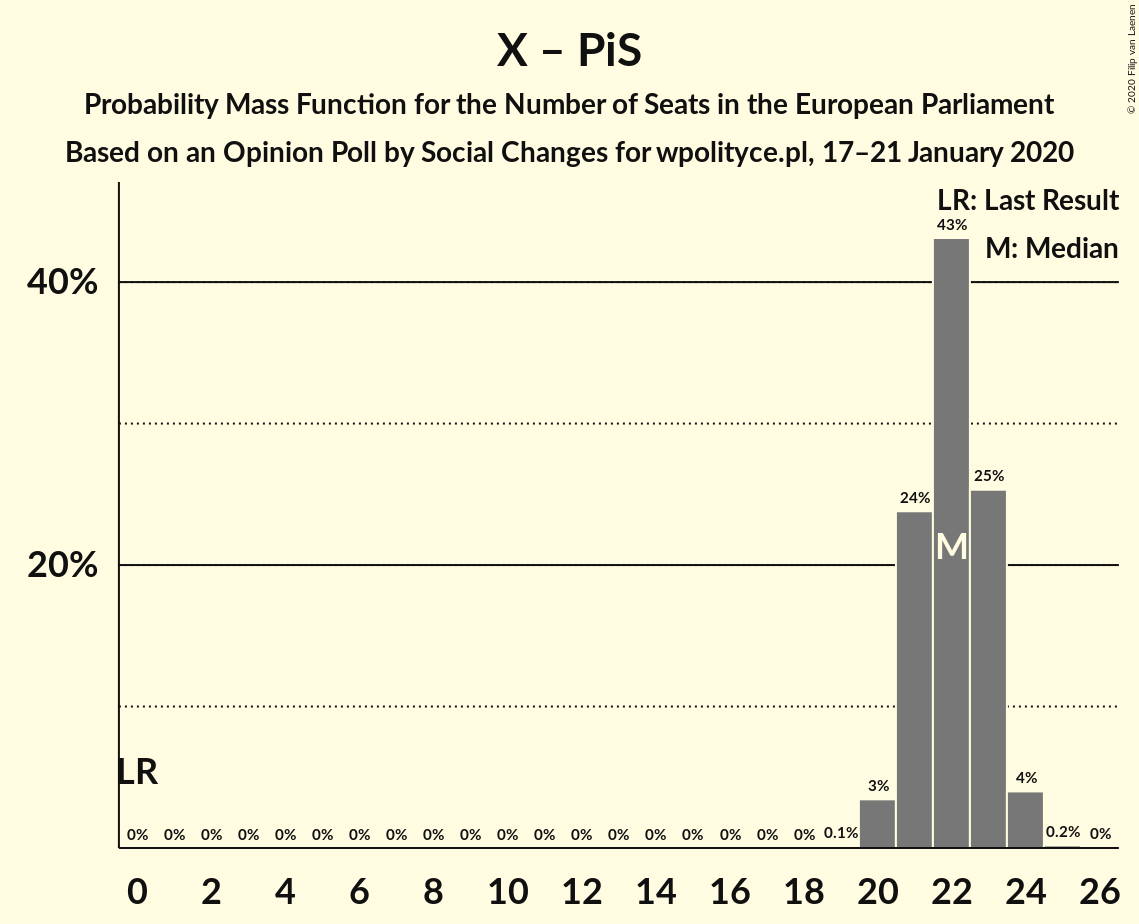 X – PiS
Probability Mass Function for the Number of Seats in the European Parliament
Based on an Opinion Poll by Social Changes for wpolityce.pl, 17–21 January 2020
© 2020 Filip van Laenen
LR: Last Result
M: Median
43%
40%
25%
24%
M
20%
LR
4%
3%
0% 0% 0% 0% 0% 0% 0% 0% 0% 0% 0% 0% 0% 0% 0% 0% 0% 0% 0% 0.1% 0.2% 0%
0 2 4 6 8 10 12 14 16 18 20 22 24 26